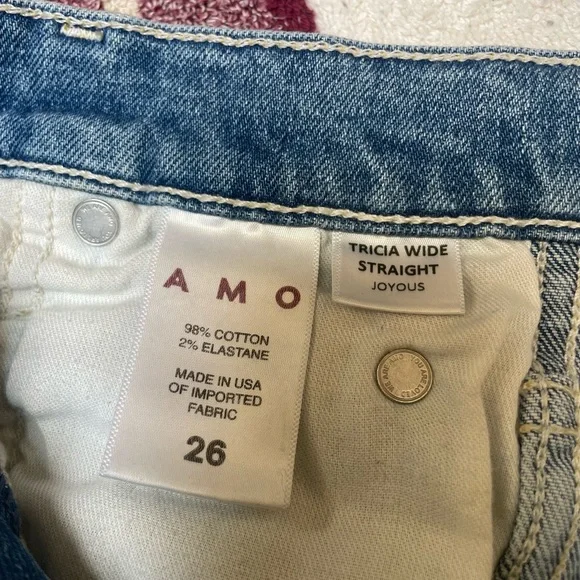 AMO
98% COTTON
2% ELASTANE
MADE IN USA
OF IMPORTED
FABRIC
26
TRICIA WIDE
STRAIGHT
JOYOUS